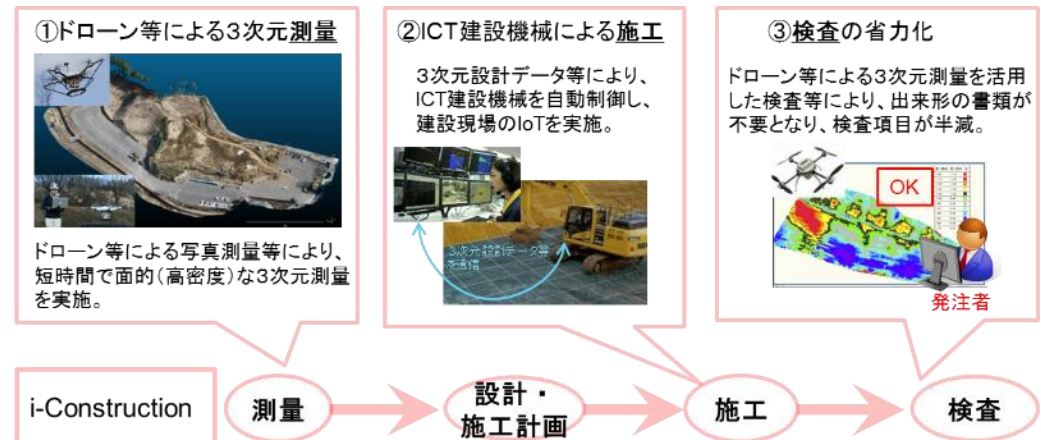 ①ドローン等による3次元測量
ドローン等による写真測量等により、
短時間で面的(高密度)な3次元測量
を実施。
②ICT建設機械による施工
3次元設計データ等により、
ICT建設機械を自動制御し、
建設現場のIoTを実施。
3次元設計データ等
を通信
③検査の省力化
ドローン等による3次元測量を活用
した検査等により、出来形の書類が
不要となり、検査項目が半減。
OK
発注者
i-Construction
測量
設計・
施工計画
施工
検査